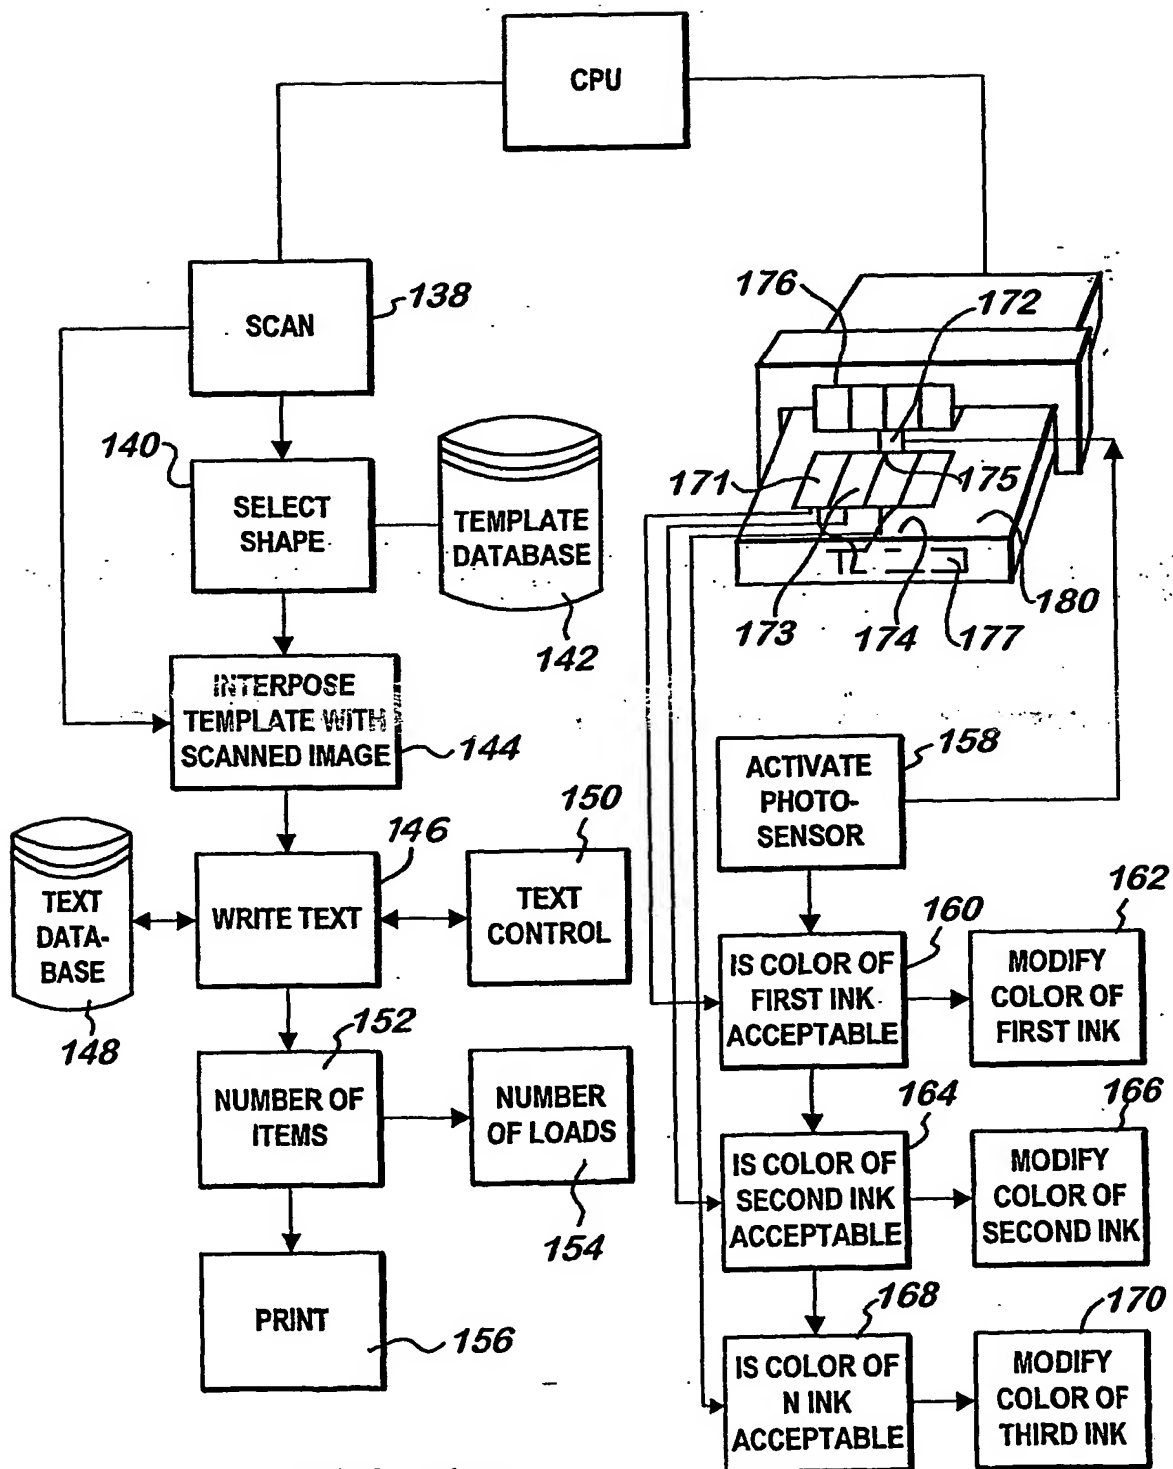 CPU
SCAN
138
140
SELECT
SHAPE
TEMPLATE
DATABASE
142
INTERPOSE
TEMPLATE WITH
SCANNED IMAGE
144
146
150
TEXT
DATA-
BASE
148
WRITE TEXT
TEXT
CONTROL
152
NUMBER OF
ITEMS
NUMBER
OF LOADS
154
PRINT
156
176
172
171
175
173
174
177
180
158
ACTIVATE
PHOTO-
SENSOR
160
162
IS COLOR OF
FIRST INK
ACCEPTABLE
MODIFY
COLOR OF
FIRST INK
164
166
IS COLOR OF
SECOND INK
ACCEPTABLE
MODIFY
COLOR OF
SECOND INK
168
170
IS COLOR OF
N INK
ACCEPTABLE
MODIFY
COLOR OF
THIRD INK